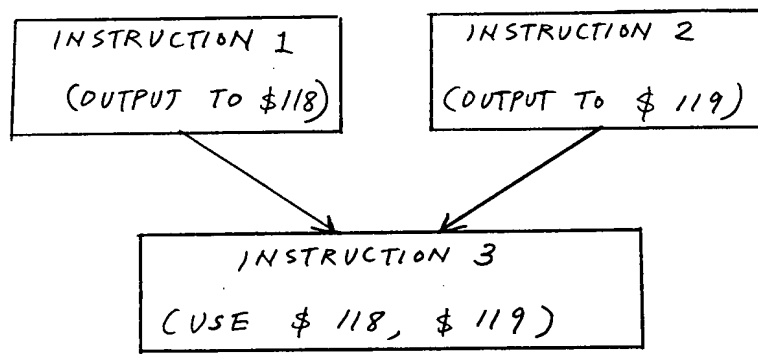 INSTRUCTION 1
(OUTPUT TO $118)
INSTRUCTION 2
(OUTPUT TO $ 119)
INSTRUCTION 3
(USE $ 118, $ 119)